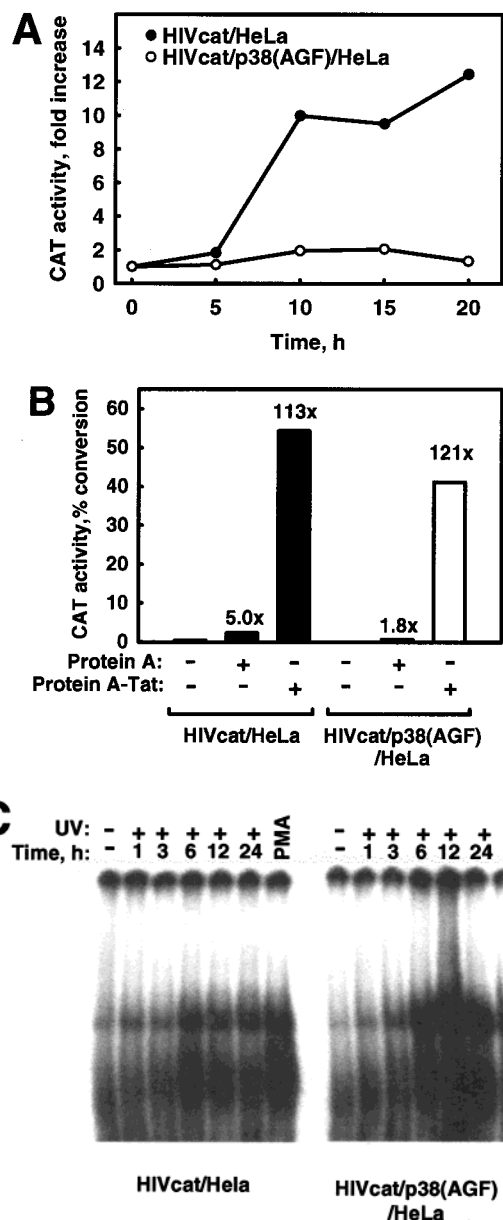 A
HIVcat/HeLa
HIVcat/p38(AGF)/HeLa
CAT activity, fold increase
14
12
10
8
6
4
2
0
0 5 10 15 20
Time, h
B
CAT activity,% conversion
60
50
40
30
20
10
0
5.0x
113x
1.8x
121x
Protein A: - + - - + -
Protein A-Tat: - - + - - +
HIVcat/HeLa
HIVcat/p38(AGF)
/HeLa
C
UV: - + + + + + - + + + + +
Time, h: - 1 3 6 12 24 PMA - 1 3 6 12 24
HIVcat/Hela
HIVcat/p38(AGF)
/HeLa